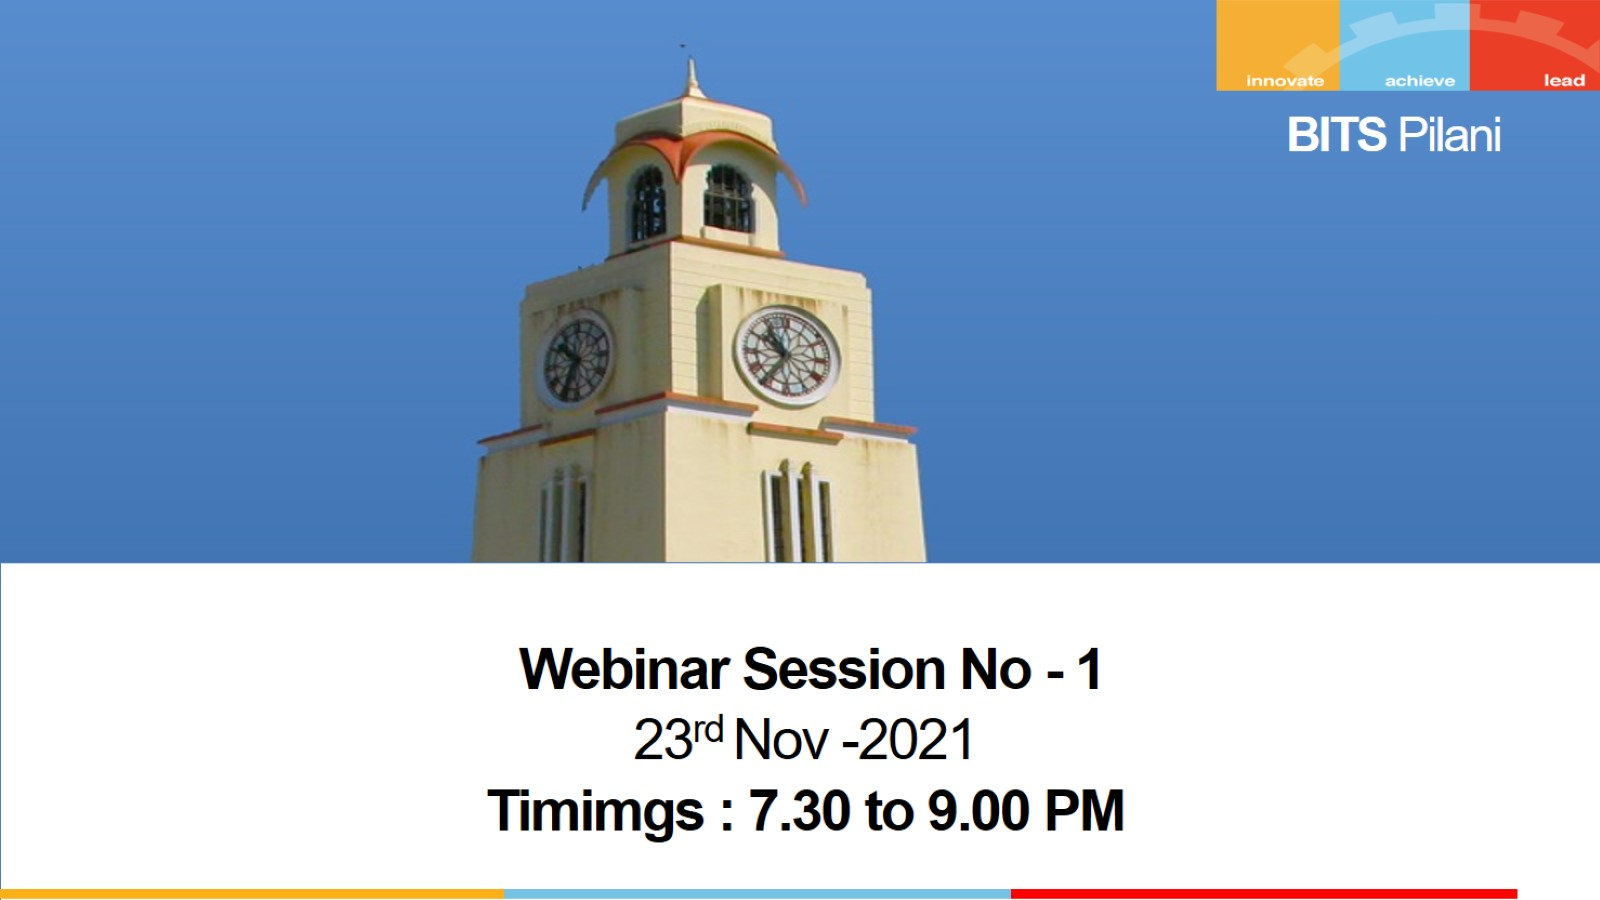 innovate achieve lead
BITS Pilani
Webinar Session No - 1
23rd Nov -2021
Timimgs : 7.30 to 9.00 PM